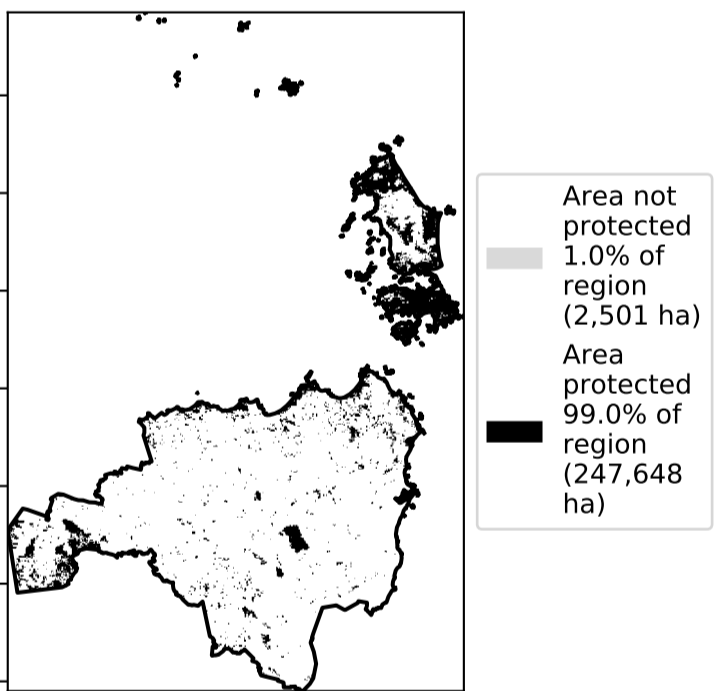 Area not
protected
1.0% of
region
(2,501 ha)
Area
protected
99.0% of
region
(247,648
ha)